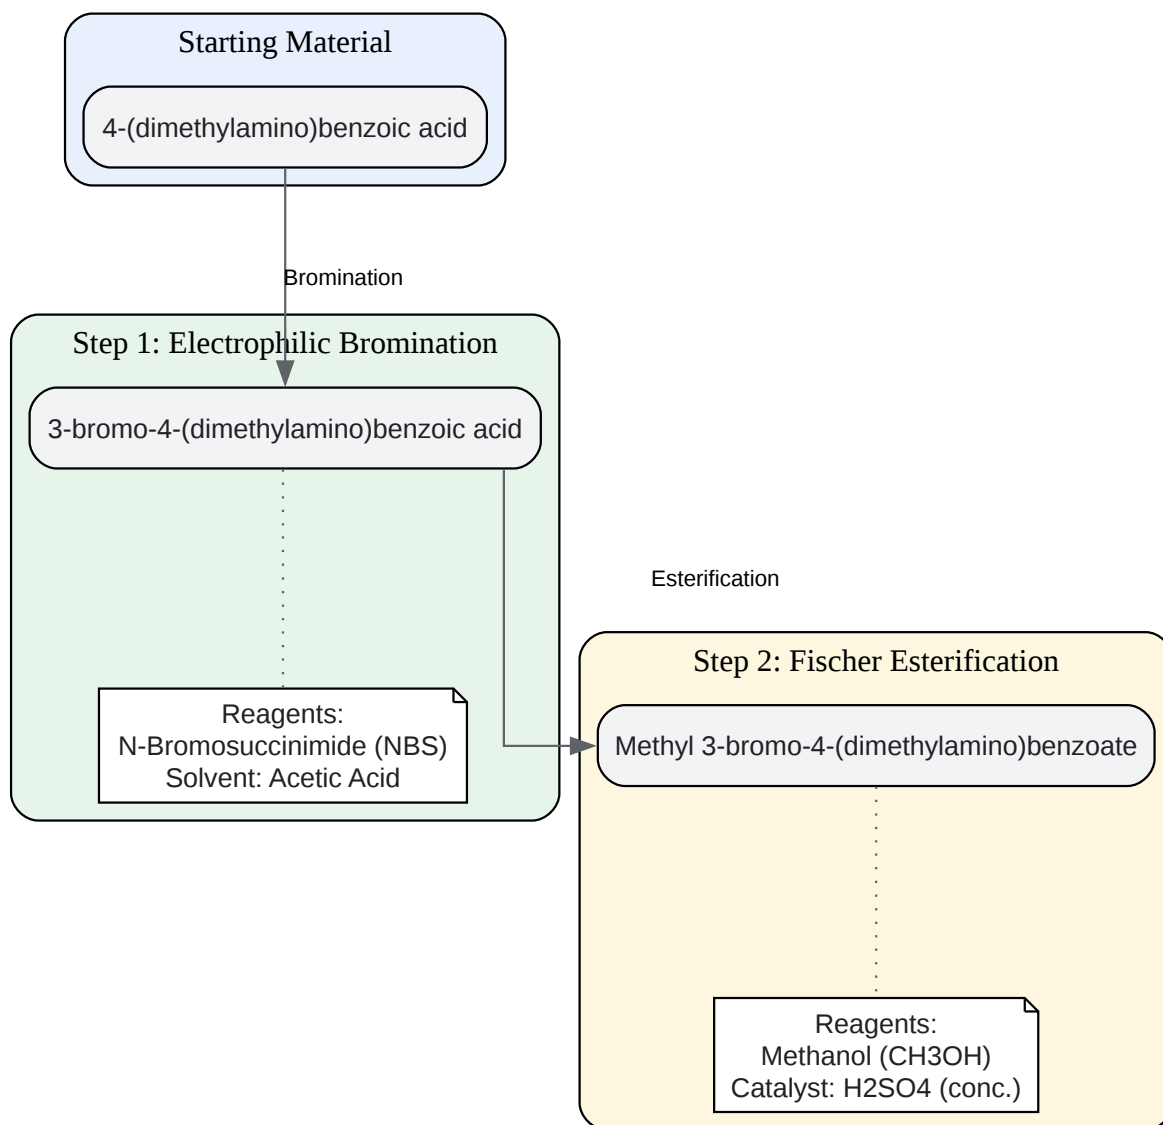 Starting Material
4-(dimethylamino)benzoic acid
Bromination
Step 1: Electrophilic Bromination
3-bromo-4-(dimethylamino)benzoic acid
Esterification
Step 2: Fischer Esterification
Reagents:
N-Bromosuccinimide (NBS)
Solvent: Acetic Acid
Methyl 3-bromo-4-(dimethylamino)benzoate
Reagents:
Methanol (CH3OH)
Catalyst: H2SO4 (conc.)